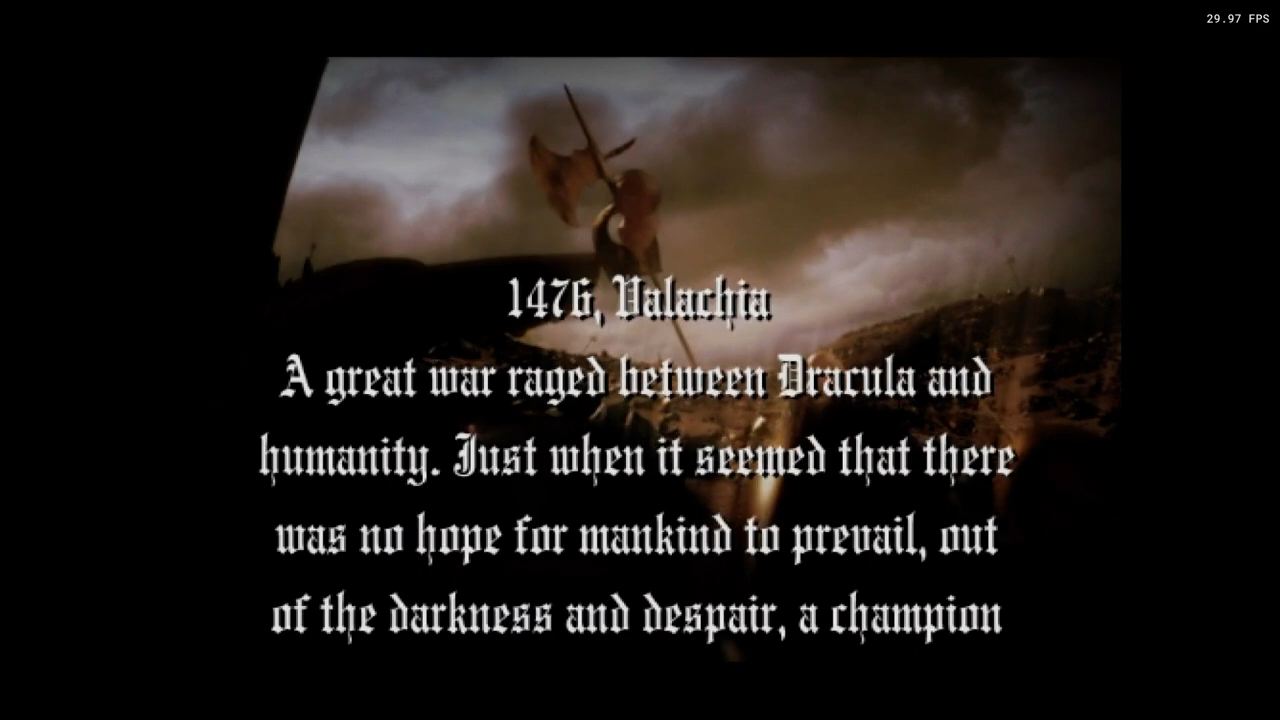 29.97 FPS
1476, Valachia
A great war raged between Dracula and
humanity. Just when it seemed that there
was no hope for mankind to prevail, out
of the darkness and despair, a champion